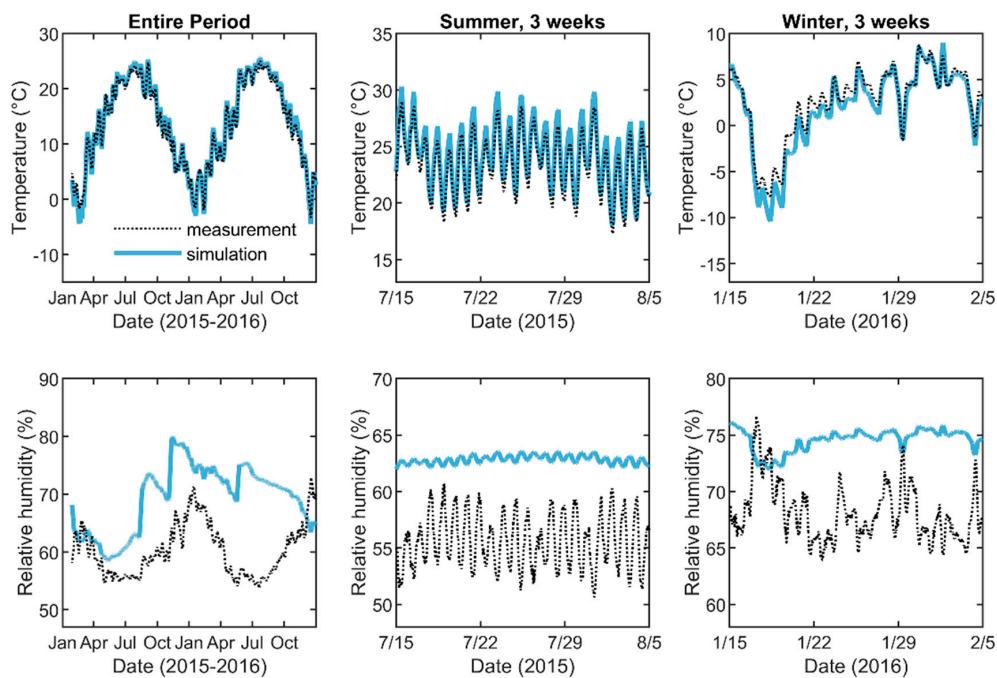 Entire Period
Summer, 3 weeks
Winter, 3 weeks
30
20
10
0
-10
Temperature (°C)
measurement
simulation
Jan Apr Jul Oct Jan Apr Jul Oct
Date (2015-2016)
35
30
25
20
15
Temperature (°C)
7/15 7/22 7/29 8/5
Date (2015)
10
5
0
-5
-10
-15
Temperature (°C)
1/15 1/22 1/29 2/5
Date (2016)
90
80
70
60
50
Relative humidity (%)
Jan Apr Jul Oct Jan Apr Jul Oct
Date (2015-2016)
70
65
60
55
50
Relative humidity (%)
7/15 7/22 7/29 8/5
Date (2015)
80
75
70
65
60
Relative humidity (%)
1/15 1/22 1/29 2/5
Date (2016)